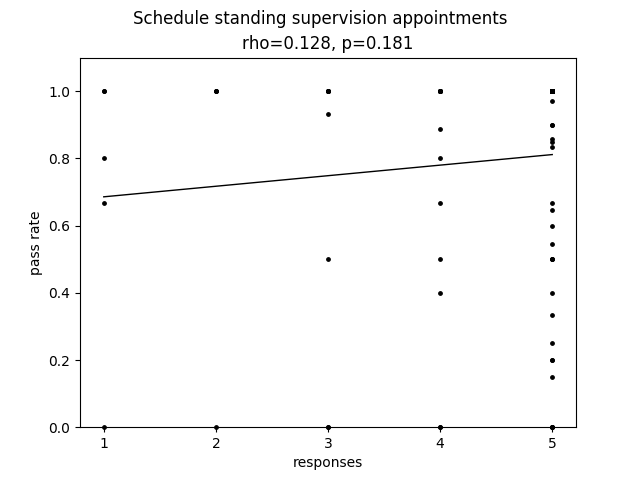 Schedule standing supervision appointments
rho=0.128, p=0.181
pass rate
1.0
0.8
0.6
0.4
0.2
0.0
1 2 3 4 5
responses